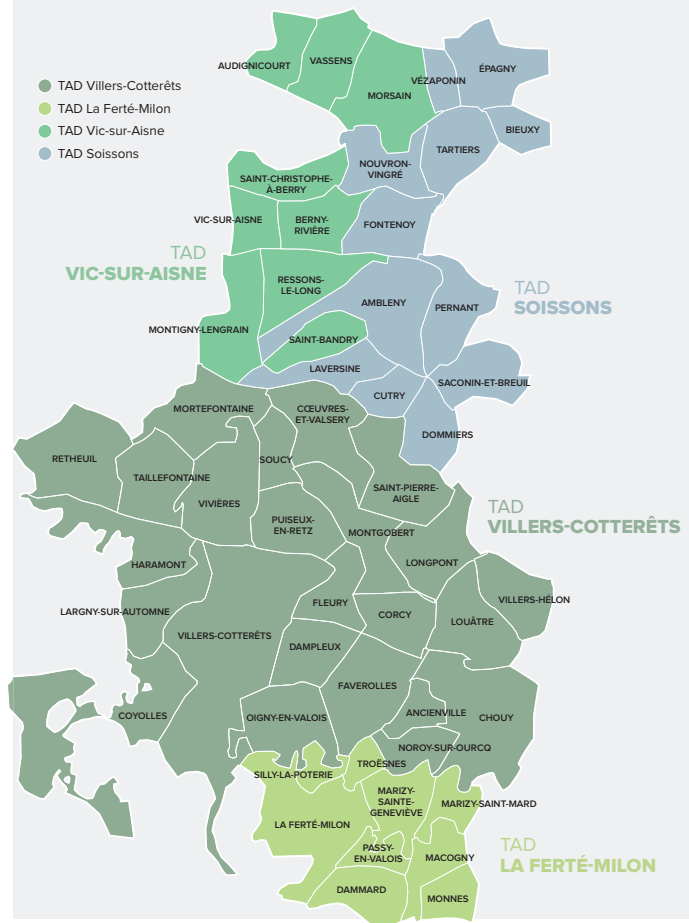 AUDIGNICOURT
VASSENS
MORSAIN
VÉZAPONIN
ÉPAGNY
BIEUXY
TARTIERS
TAD Villers-Cotterêts
TAD La Ferté-Milon
TAD Vic-sur-Aisne
TAD Soissons
NOUVRON-
VINGRÉ
SAINT-CHRISTOPHE-
À-BERRY
VIC-SUR-AISNE
BERNY-
RIVIÈRE
FONTENOY
TAD
VIC-SUR-AISNE
RESSONS-
LE-LONG
AMBLENY
PERNANT
TAD
SOISSONS
MONTIGNY-LENGRAIN
SAINT-BANDRY
LAVERSINE
CUTRY
SACONIN-ET-BREUIL
DOMMIERS
MORTEFONTAINE
CŒUVRES-
ET-VALSERY
RETHEUIL
TAILLEFONTAINE
SOUCY
VIVIÈRES
SAINT-PIERRE-
AIGLE
PUISEUX-
EN-RETZ
MONTGOBERT
TAD
VILLERS-COTTERÊTS
HARAMONT
LONGPONT
LARGNY-SUR-AUTOMNE
FLEURY
CORCY
LOUÂTRE
VILLERS-HÉLON
VILLERS-COTTERÊTS
DAMPLEUX
FAVEROLLES
COYOLLES
OIGNY-EN-VALOIS
ANCIENVILLE
CHOUY
NOROY-SUR-OURCQ
SILLY-LA-POTERIE
TROËSNES
MARIZY-
SAINTE-
GENEVIÈVE
MARIZY-SAINT-MARD
LA FERTÉ-MILON
PASSY-
EN-VALOIS
MACOGNY
TAD
LA FERTÉ-MILON
DAMMARD
MONNES